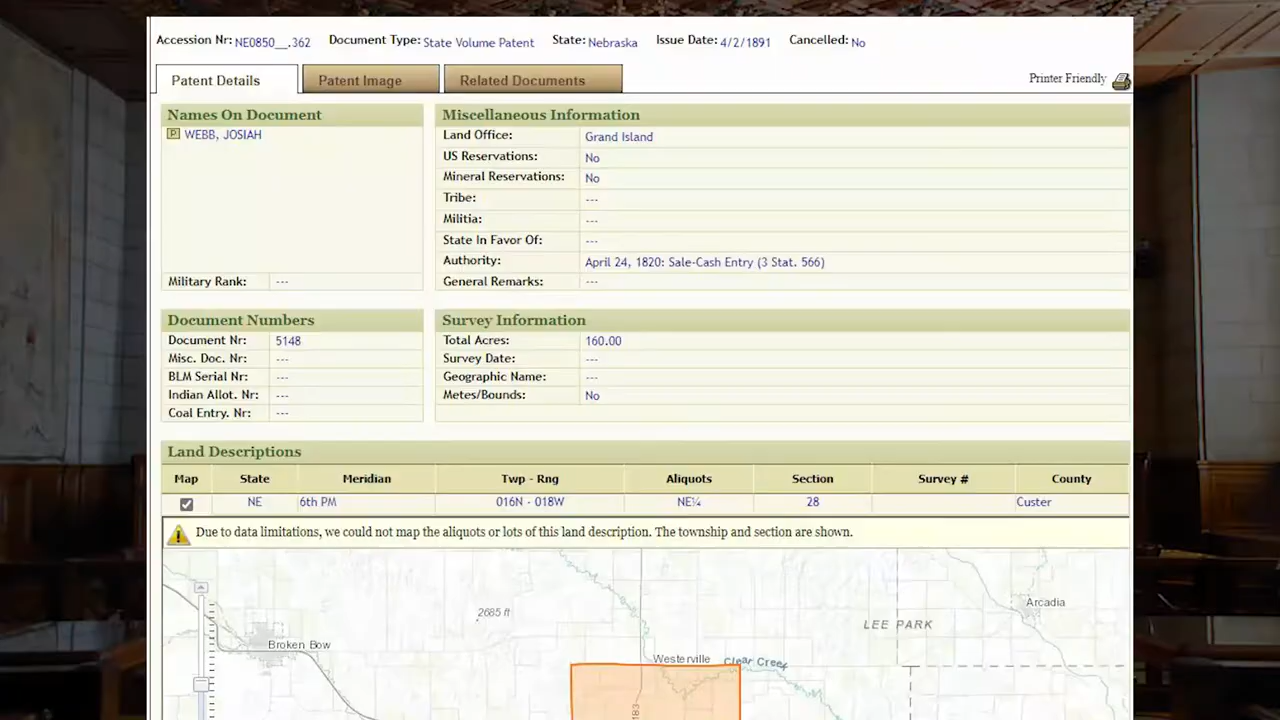 Accession Nr: NE0850__.362 Document Type: State Volume Patent State: Nebraska Issue Date: 4/2/1891 Cancelled: No
Patent Details Patent Image Related Documents Printer Friendly
Names On Document
P WEBB, JOSIAH
Military Rank: ---
Miscellaneous Information
Land Office: Grand Island
US Reservations: No
Mineral Reservations: No
Tribe: ---
Militia: ---
State In Favor Of: ---
Authority: April 24, 1820: Sale-Cash Entry (3 Stat. 566)
General Remarks: ---
Document Numbers
Document Nr: 5148
Misc. Doc. Nr: ---
BLM Serial Nr: ---
Indian Allot. Nr: ---
Coal Entry. Nr: ---
Survey Information
Total Acres: 160.00
Survey Date: ---
Geographic Name: ---
Metes/Bounds: No
Land Descriptions
Map State Meridian Twp - Rng Aliquots Section Survey # County
NE 6th PM 016N - 018W NE¼ 28 Custer
Due to data limitations, we could not map the aliquots or lots of this land description. The township and section are shown.
2685 ft
Arcadia
LEE PARK
Broken Bow
Westerville
Clear Creek
183